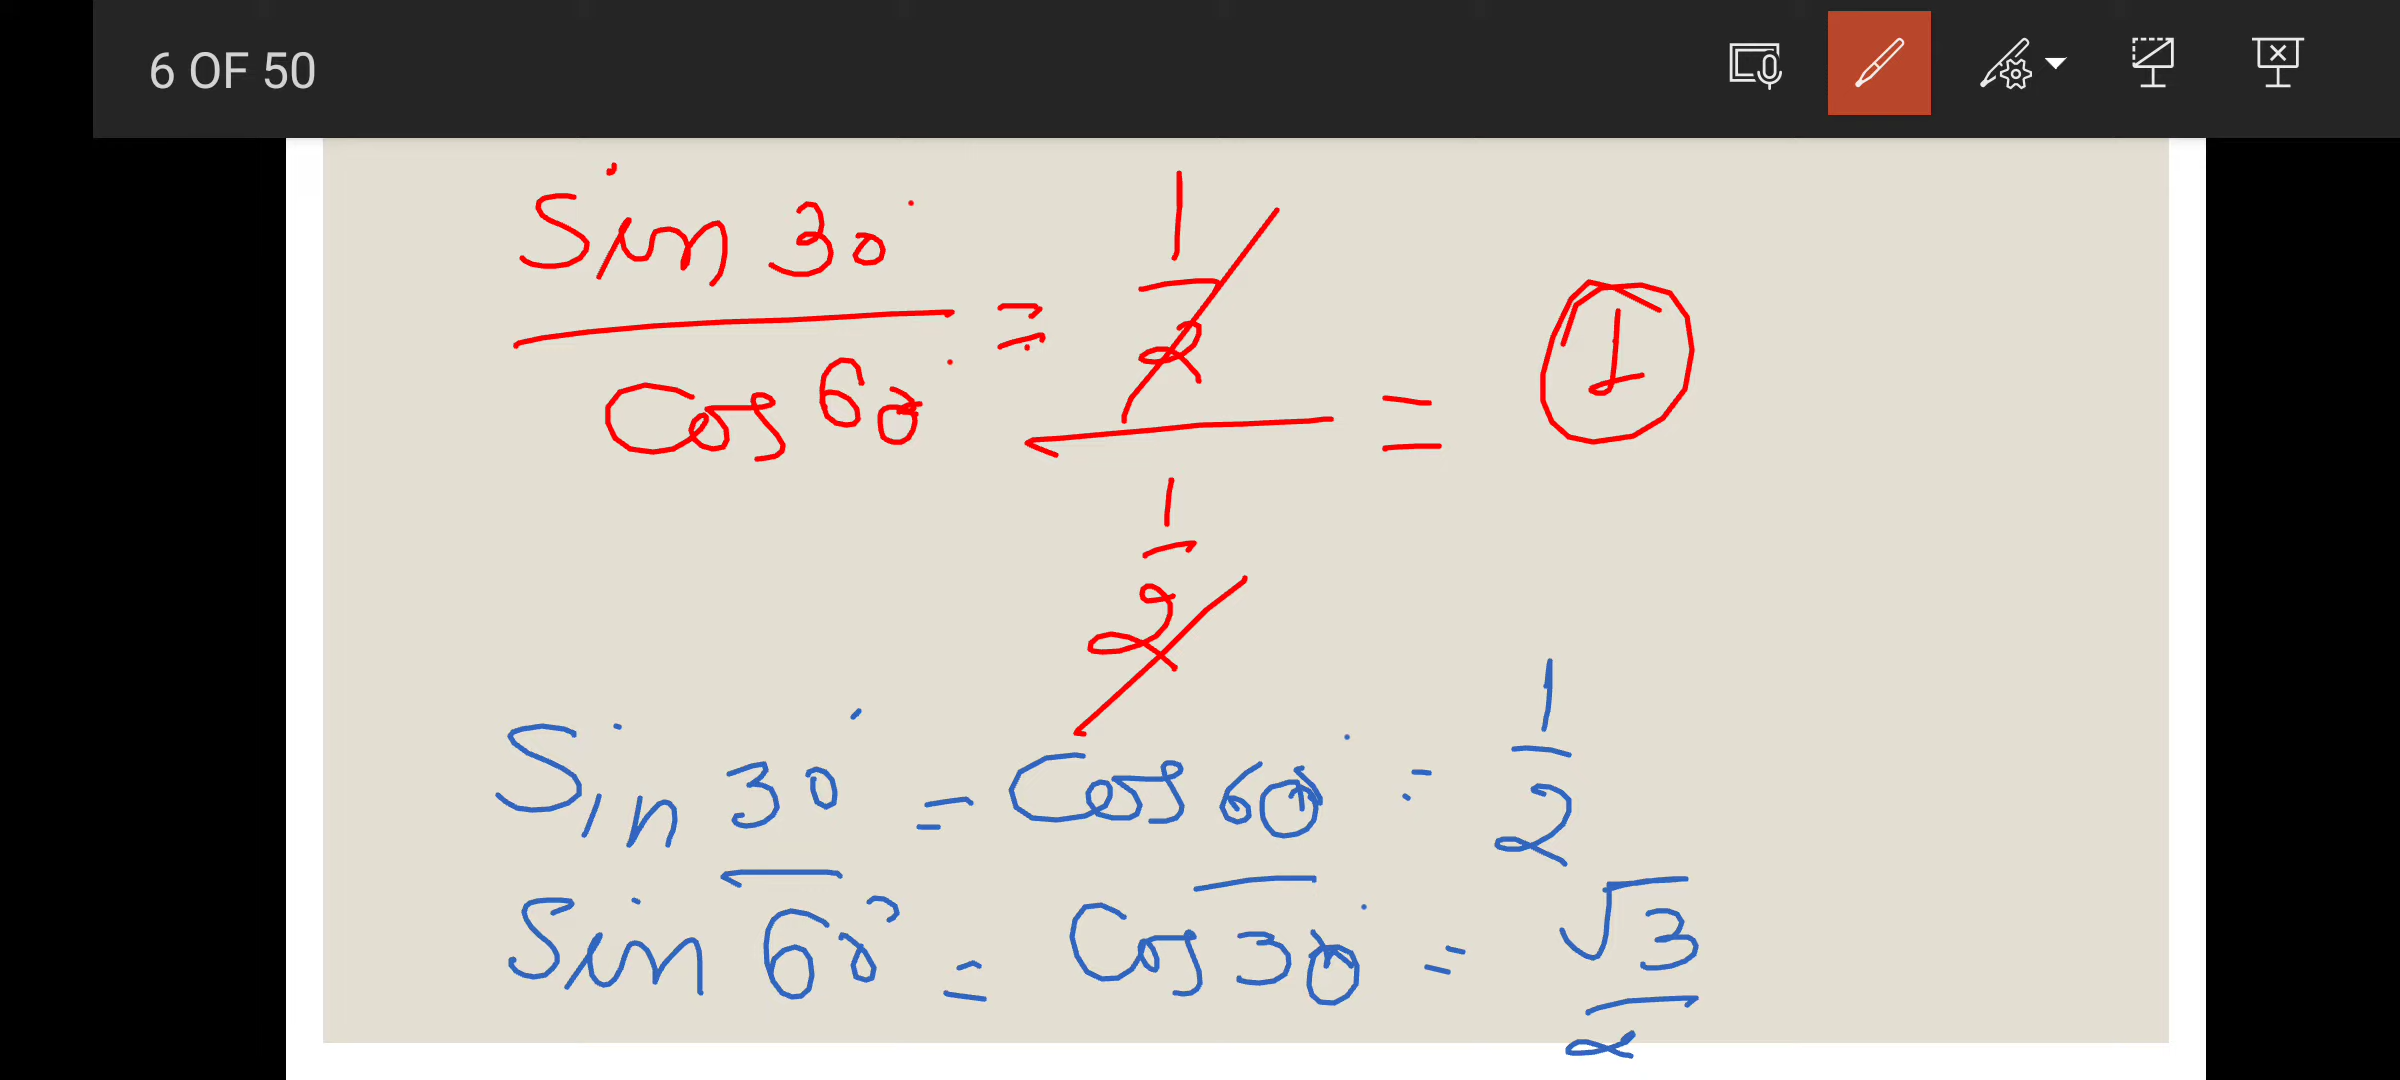 6 OF 50
Sin 30° / Cos 60° = 1/2 / 1/2 = 1
Sin 30° = Cos 60° = 1/2
Sin 60° = Cos 30° = √3/2